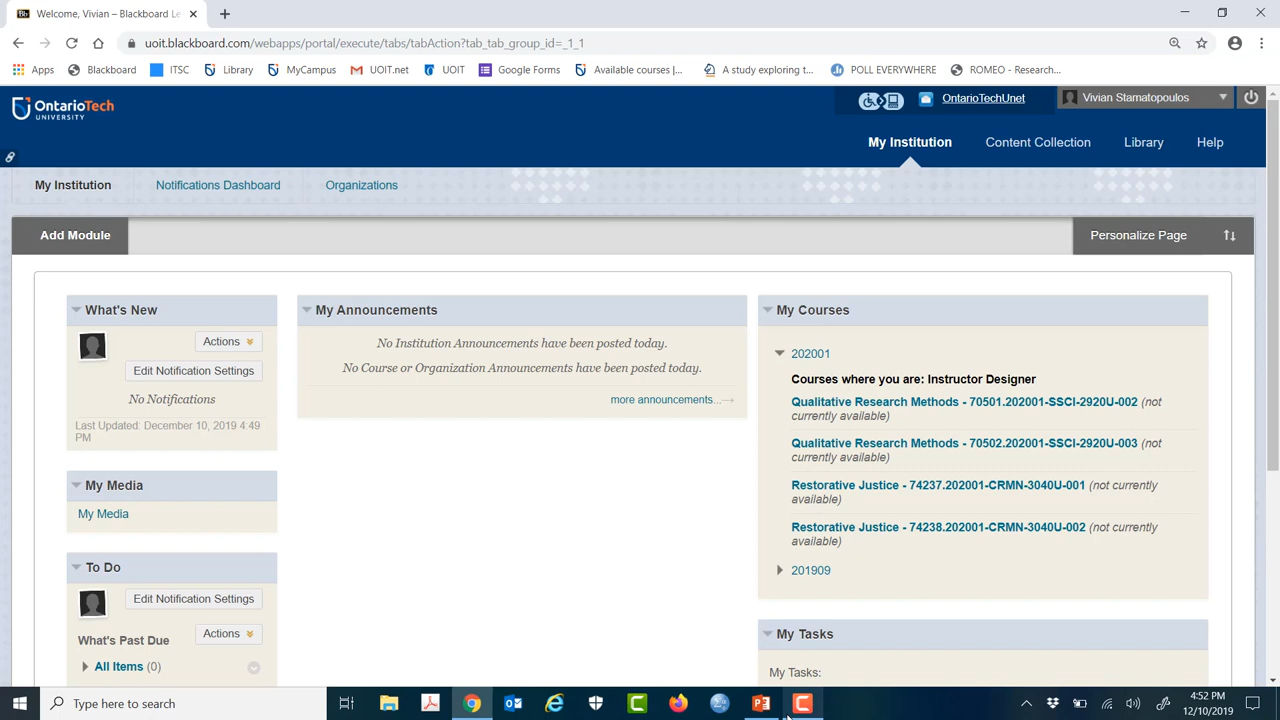 Welcome, Vivian – Blackboard Le
uoit.blackboard.com/webapps/portal/execute/tabs/tabAction?tab_tab_group_id=_1_1
Apps
Blackboard
ITSC
Library
MyCampus
UOIT.net
UOIT
Google Forms
Available courses |...
A study exploring t...
POLL EVERYWHERE
ROMEO - Research...
OntarioTech
UNIVERSITY
OntarioTechUnet
Vivian Stamatopoulos
My Institution
Content Collection
Library
Help
My Institution
Notifications Dashboard
Organizations
Add Module
Personalize Page
What's New
Actions
Edit Notification Settings
No Notifications
Last Updated: December 10, 2019 4:49
PM
My Media
My Media
To Do
Edit Notification Settings
What's Past Due
Actions
All Items (0)
My Announcements
No Institution Announcements have been posted today.
No Course or Organization Announcements have been posted today.
more announcements...
My Courses
202001
Courses where you are: Instructor Designer
Qualitative Research Methods - 70501.202001-SSCI-2920U-002 (not
currently available)
Qualitative Research Methods - 70502.202001-SSCI-2920U-003 (not
currently available)
Restorative Justice - 74237.202001-CRMN-3040U-001 (not currently
available)
Restorative Justice - 74238.202001-CRMN-3040U-002 (not currently
available)
201909
My Tasks
My Tasks:
Type here to search
4:52 PM
12/10/2019